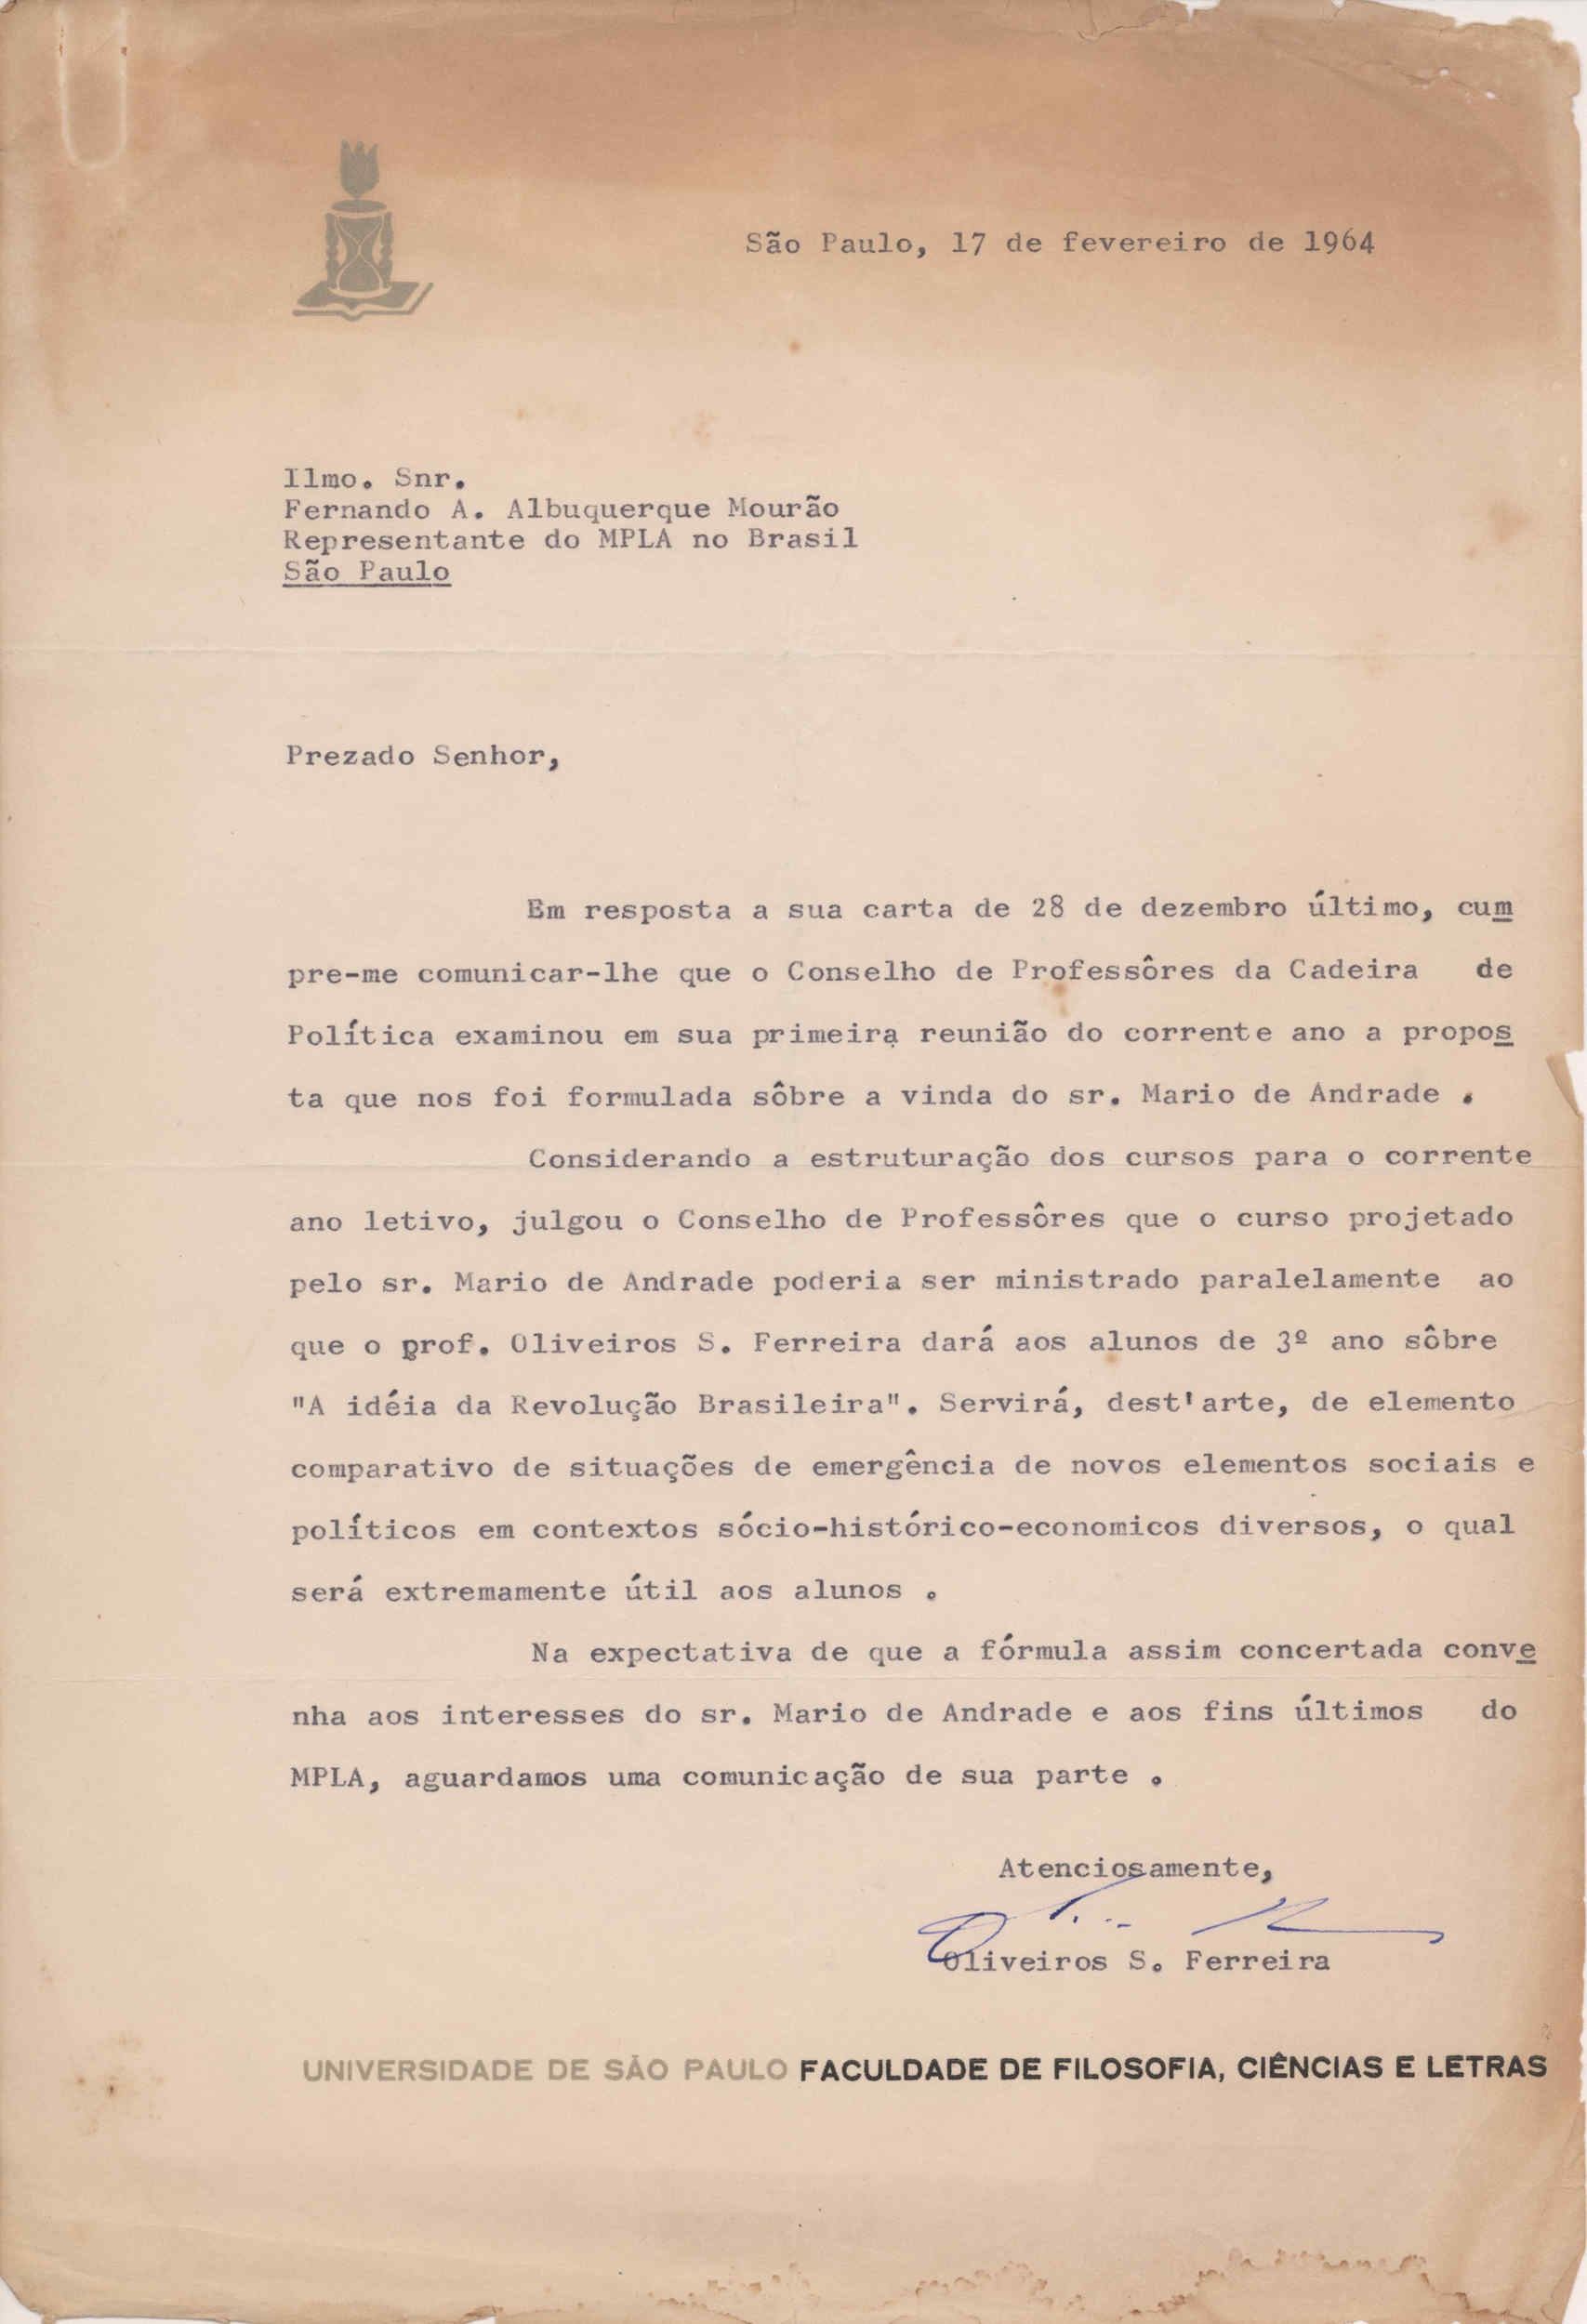 São Paulo, 17 de fevereiro de 1964
Ilmo. Snr.
Fernando A. Albuquerque Mourão
Representante do MPLA no Brasil
São Paulo
Prezado Senhor,
Em resposta a sua carta de 28 de dezembro último, cum
pre-me comunicar-lhe que o Conselho de Professôres da Cadeira de
Política examinou em sua primeira reunião do corrente ano a propos
ta que nos foi formulada sôbre a vinda do sr. Mario de Andrade .
Considerando a estruturação dos cursos para o corrente
ano letivo, julgou o Conselho de Professôres que o curso projetado
pelo sr. Mario de Andrade poderia ser ministrado paralelamente ao
que o prof. Oliveiros S. Ferreira dará aos alunos de 3º ano sôbre
"A idéia da Revolução Brasileira". Servirá, dest'arte, de elemento
comparativo de situações de emergência de novos elementos sociais e
políticos em contextos sócio-histórico-economicos diversos, o qual
será extremamente útil aos alunos .
Na expectativa de que a fórmula assim concertada conve
nha aos interesses do sr. Mario de Andrade e aos fins últimos do
MPLA, aguardamos uma comunicação de sua parte .
Atenciosamente,
Oliveiros S. Ferreira
UNIVERSIDADE DE SÃO PAULO FACULDADE DE FILOSOFIA, CIÊNCIAS E LETRAS